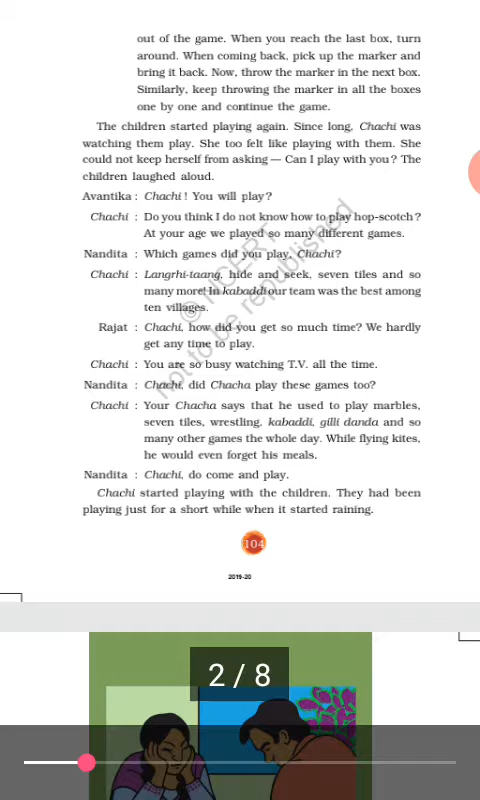 out of the game. When you reach the last box, turn
around. When coming back, pick up the marker and
bring it back. Now, throw the marker in the next box.
Similarly, keep throwing the marker in all the boxes
one by one and continue the game.
The children started playing again. Since long, Chachi was
watching them play. She too felt like playing with them. She
could not keep herself from asking — Can I play with you? The
children laughed aloud.
Avantika : Chachi ! You will play?
Chachi : Do you think I do not know how to play hop-scotch?
At your age we played so many different games.
Nandita : Which games did you play, Chachi?
Chachi : Langrhi-taang, hide and seek, seven tiles and so
many more! In kabaddi our team was the best among
ten villages.
Rajat : Chachi, how did you get so much time? We hardly
get any time to play.
Chachi : You are so busy watching T.V. all the time.
Nandita : Chachi, did Chacha play these games too?
Chachi : Your Chacha says that he used to play marbles,
seven tiles, wrestling, kabaddi, gilli danda and so
many other games the whole day. While flying kites,
he would even forget his meals.
Nandita : Chachi, do come and play.
Chachi started playing with the children. They had been
playing just for a short while when it started raining.
© NCERT
not to be republished
104
2019-20
2 / 8